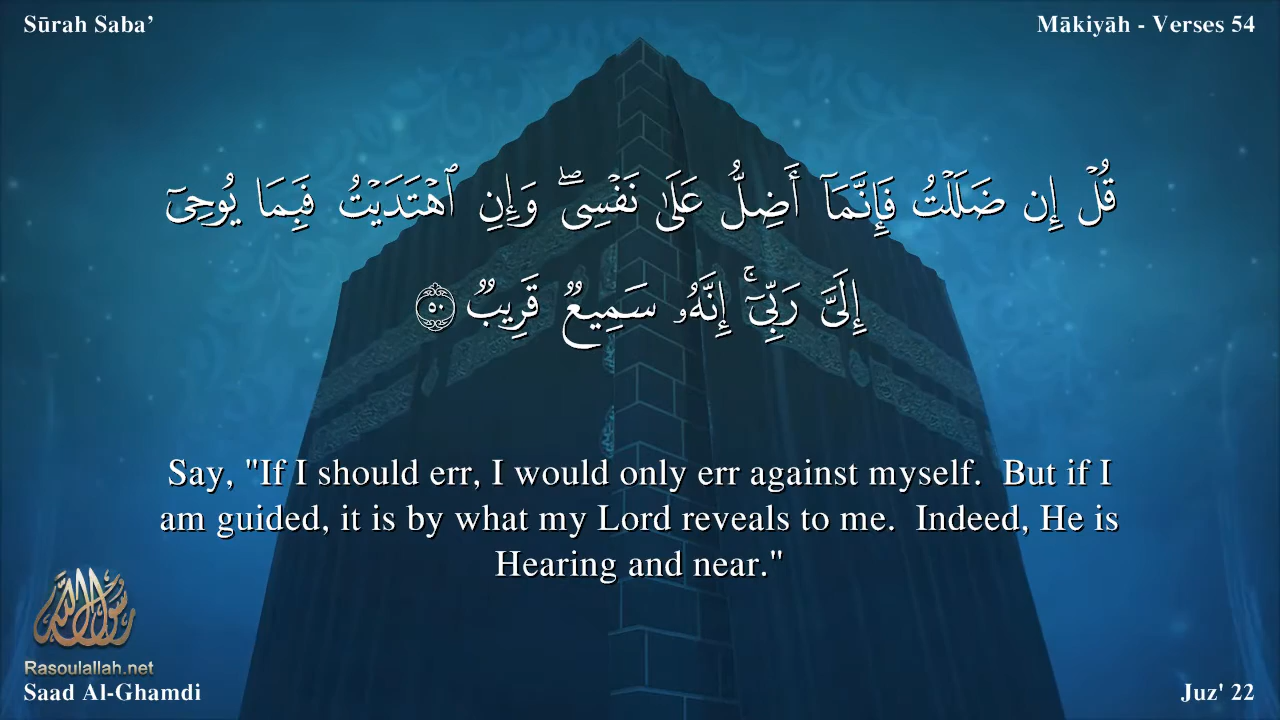 Sūrah Saba’
Mākiyāh - Verses 54
قُلْ إِن ضَلَلْتُ فَإِنَّمَآ أَضِلُّ عَلَىٰ نَفْسِى ۖ وَإِنِ ٱهْتَدَيْتُ فَبِمَا يُوحِىٓ
إِلَىَّ رَبِّىٓ ۚ إِنَّهُۥ سَمِيعٌ قَرِيبٌ ٥٠
Say, "If I should err, I would only err against myself.  But if I
am guided, it is by what my Lord reveals to me.  Indeed, He is
Hearing and near."
رسول الله
Rasoulallah.net
Saad Al-Ghamdi
Juz' 22